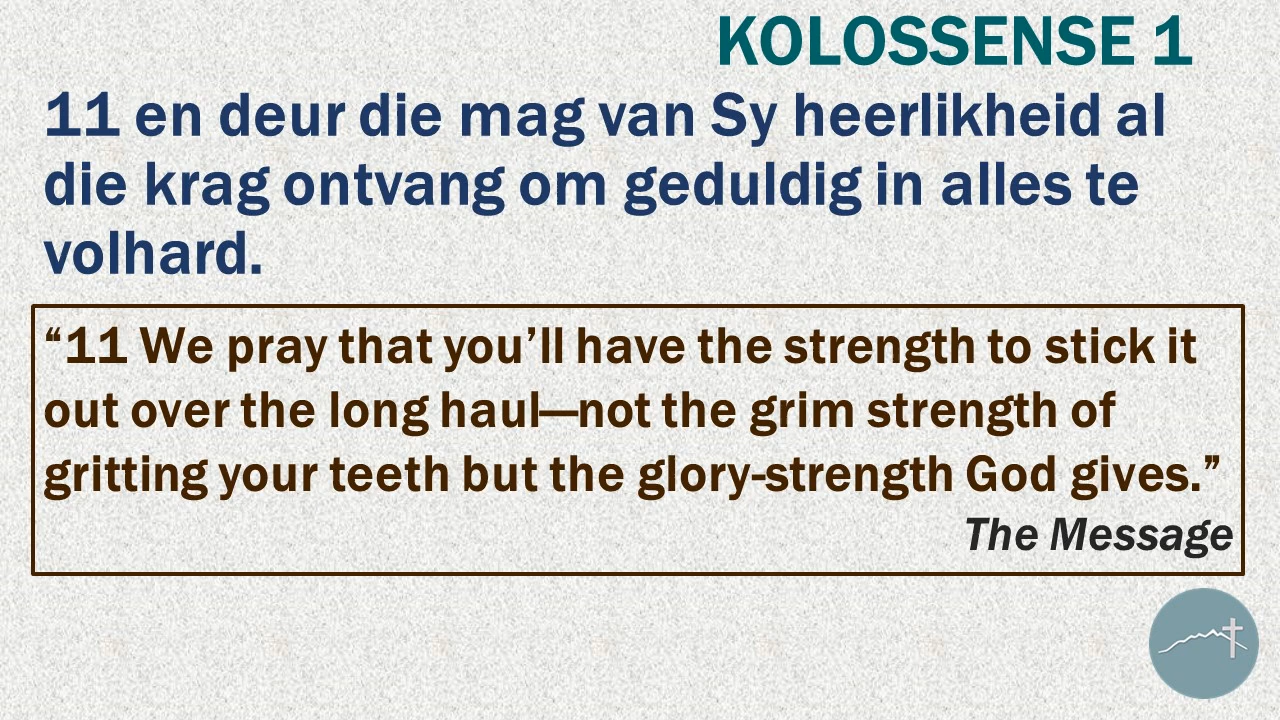 KOLOSSENSE 1
11 en deur die mag van Sy heerlikheid al
die krag ontvang om geduldig in alles te
volhard.
“11 We pray that you’ll have the strength to stick it
out over the long haul—not the grim strength of
gritting your teeth but the glory-strength God gives.”
The Message